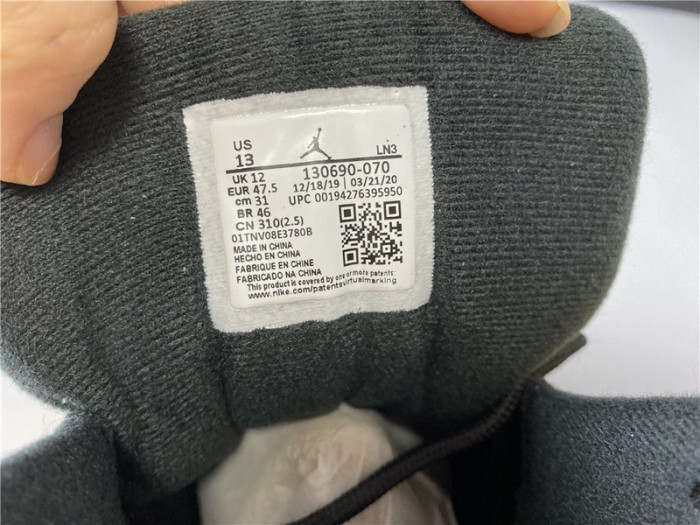 US
13
LN3
UK 12
130690-070
EUR 47.5
12/18/19 | 03/21/20
cm 31
UPC 00194276395950
BR 46
CN 310(2.5)
01TNV08E3780B
MADE IN CHINA
HECHO EN CHINA
FABRIQUE EN CHINE
FABRICADO NA CHINA
This product is covered by one or more pat
www.nike.com/patentsvirtualmarking